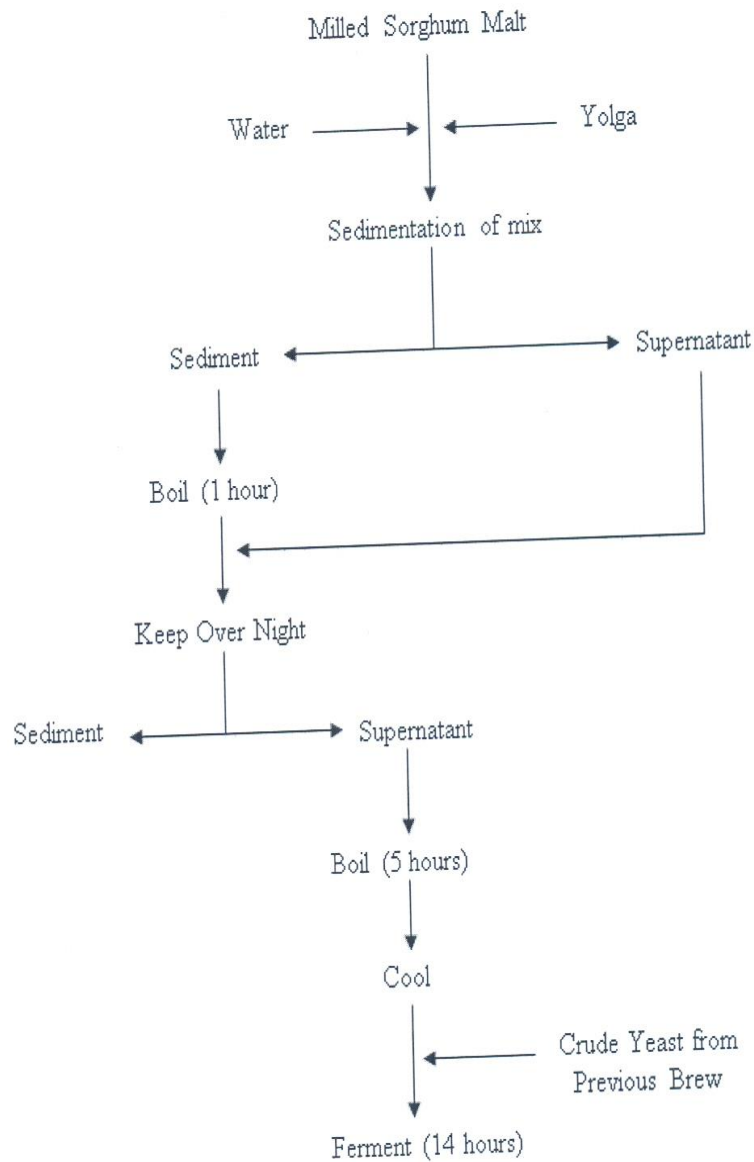 Milled Sorghum Malt
Water
Yolga
Sedimentation of mix
Sediment
Supernatant
Boil (1 hour)
Keep Over Night
Sediment
Supernatant
Boil (5 hours)
Cool
Crude Yeast from
Previous Brew
Ferment (14 hours)